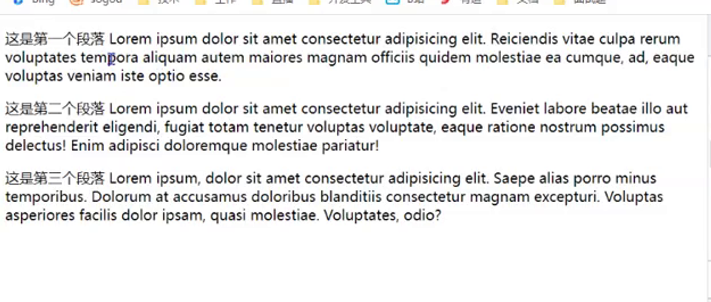 这是第一个段落 Lorem ipsum dolor sit amet consectetur adipisicing elit. Reiciendis vitae culpa rerum
voluptates tempora aliquam autem maiores magnam officiis quidem molestiae ea cumque, ad, eaque
voluptas veniam iste optio esse.
这是第二个段落 Lorem ipsum dolor sit amet consectetur adipisicing elit. Eveniet labore beatae illo aut
reprehenderit eligendi, fugiat totam tenetur voluptas voluptate, eaque ratione nostrum possimus
delectus! Enim adipisci doloremque molestiae pariatur!
这是第三个段落 Lorem ipsum, dolor sit amet consectetur adipisicing elit. Saepe alias porro minus
temporibus. Dolorum at accusamus doloribus blanditiis consectetur magnam excepturi. Voluptas
asperiores facilis dolor ipsam, quasi molestiae. Voluptates, odio?